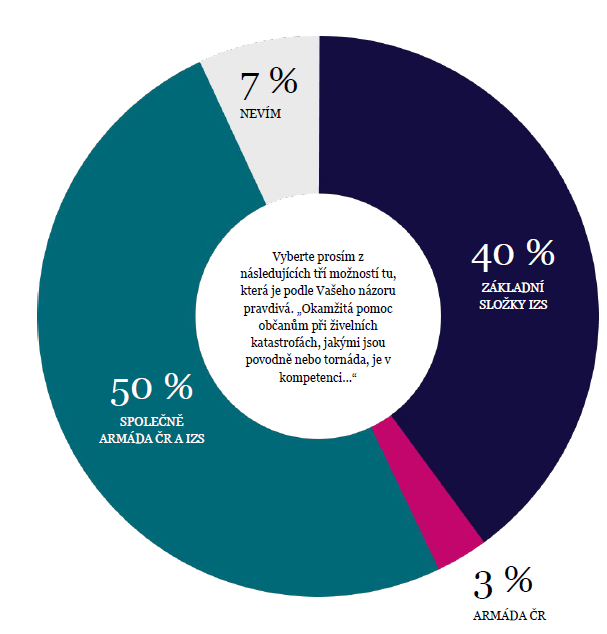 7 %
NEVÍM
40 %
ZÁKLADNÍ
SLOŽKY IZS
Vyberte prosím z
následujících tří možností tu,
která je podle Vašeho názoru
pravdivá. „Okamžitá pomoc
občanům při živelních
katastrofách, jakými jsou
povodně nebo tornáda, je v
kompetenci...“
50 %
SPOLEČNĚ
ARMÁDA ČR A IZS
3 %
ARMÁDA ČR